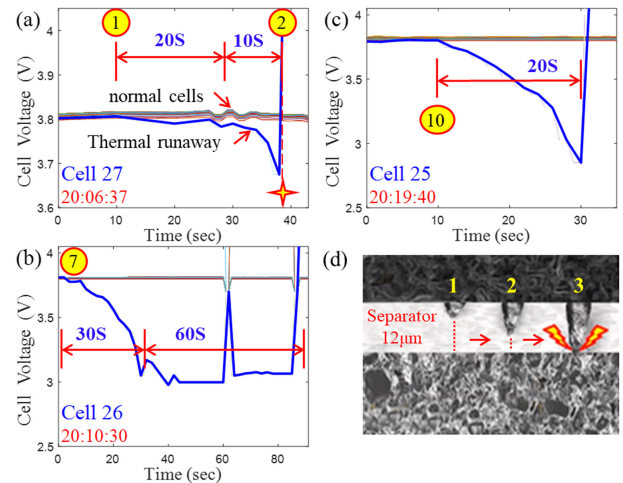 (a)
1
2
4
3.9
3.8
3.7
3.6
Cell Voltage (V)
20S
10S
normal cells
Thermal runaway
Cell 27
20:06:37
0
10
20
30
40
Time (sec)
(c)
4
3.5
3
2.5
Cell Voltage (V)
20S
10
Cell 25
20:19:40
0
10
20
30
Time (sec)
(b)
7
4
3.5
3
2.5
Cell Voltage (V)
30S
60S
Cell 26
20:10:30
0
20
40
60
80
Time (sec)
(d)
1
2
3
Separator
12μm